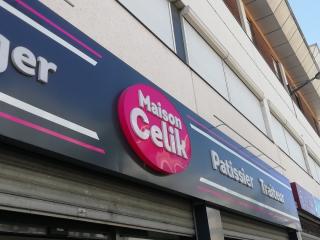 ger
Maison
Celik
Patissier Traiteur